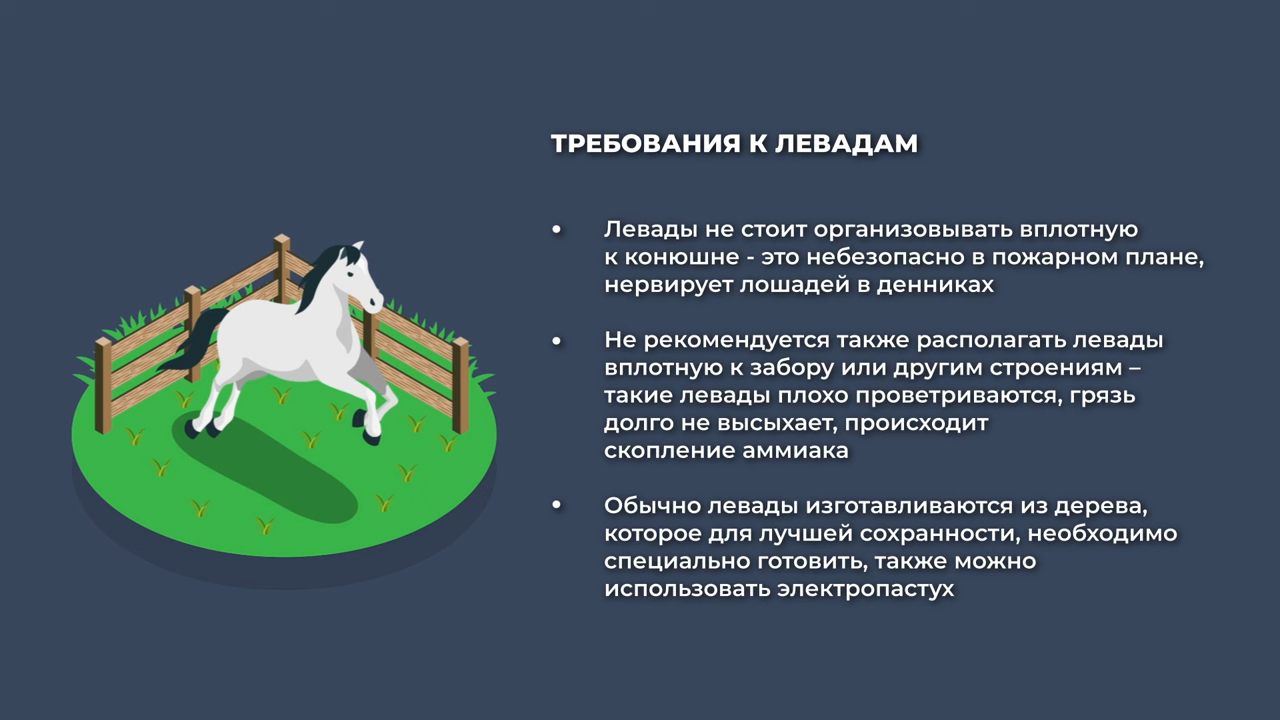 ТРЕБОВАНИЯ К ЛЕВАДАМ
• Левады не стоит организовывать вплотную
к конюшне - это небезопасно в пожарном плане,
нервирует лошадей в денниках
• Не рекомендуется также располагать левады
вплотную к забору или другим строениям –
такие левады плохо проветриваются, грязь
долго не высыхает, происходит
скопление аммиака
• Обычно левады изготавливаются из дерева,
которое для лучшей сохранности, необходимо
специально готовить, также можно
использовать электропастух